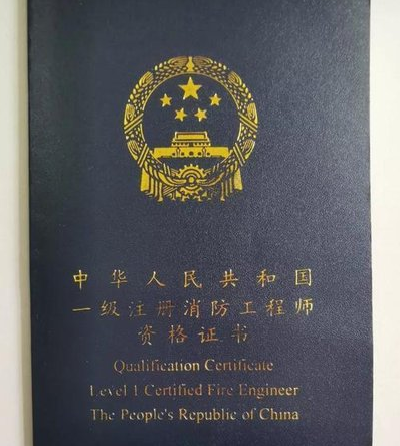 中华人民共和国
一级注册消防工程师
资格证书
Qualification Certificate
Level 1 Certified Fire Engineer
The People's Republic of China